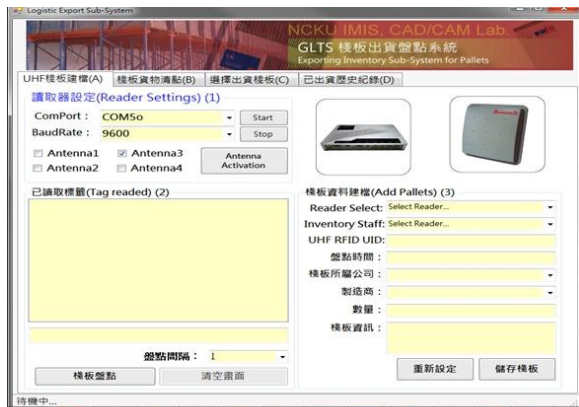 Logistic Export Sub-System
NCKU IMIS, CAD/CAM Lab.
GLTS 棧板出貨盤點系統
Exporting Inventory Sub-System for Pallets
UHF棧板建檔(A) 棧板貨物清點(B) 選擇出貨棧板(C) 已出貨歷史紀錄(D)
讀取器設定(Reader Settings) (1)
ComPort : COM5o Start
BaudRate : 9600 Stop
Antenna1 Antenna3 Antenna Activation
Antenna2 Antenna4
已讀取標籤(Tag readed) (2)
棧板資料建檔(Add Pallets) (3)
Reader Select: Select Reader...
Inventory Staff: Select Reader...
UHF RFID UID:
盤點時間 :
棧板所屬公司 :
製造商 :
數量 :
棧板資訊 :
盤點間隔 : 1
棧板盤點 清空畫面
重新設定 儲存棧板
待機中...